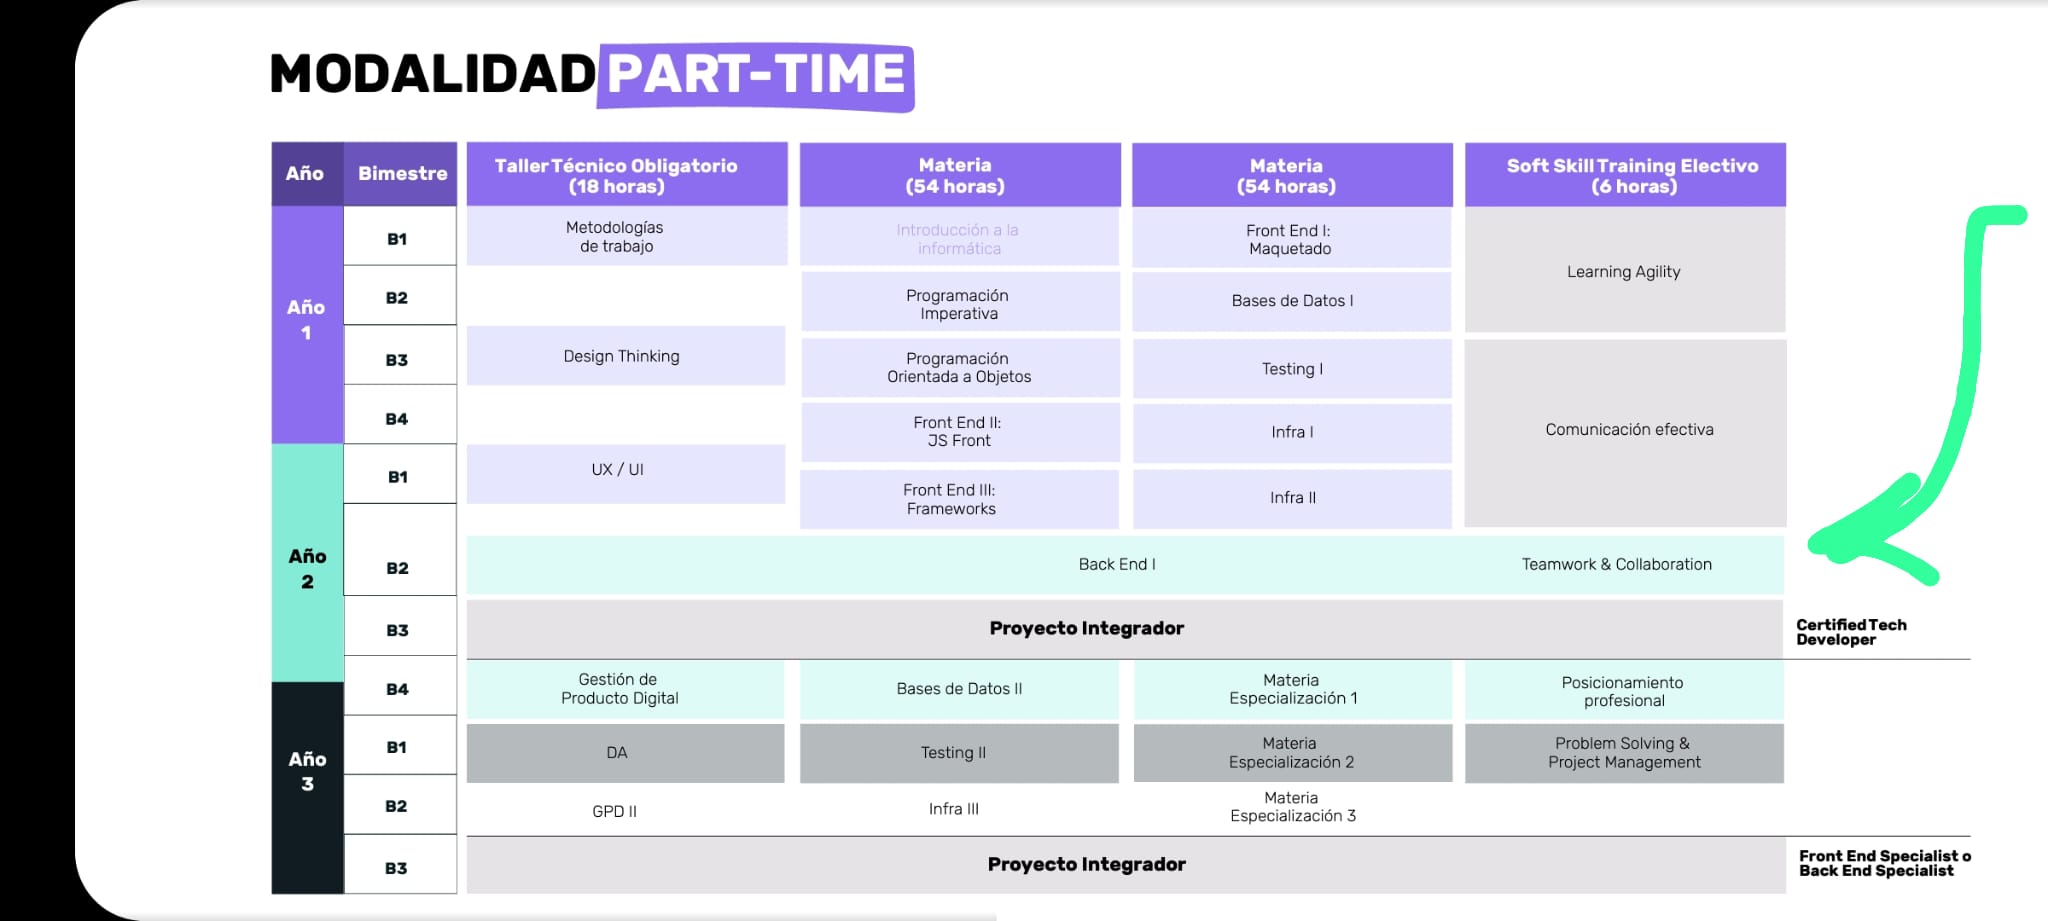 MODALIDAD PART-TIME
Año
Bimestre
Taller Técnico Obligatorio
(18 horas)
Materia
(54 horas)
Materia
(54 horas)
Soft Skill Training Electivo
(6 horas)
Año
1
B1
Metodologías
de trabajo
Introducción a la
informática
Front End I:
Maquetado
Learning Agility
B2
Programación
Imperativa
Bases de Datos I
B3
Design Thinking
Programación
Orientada a Objetos
Testing I
Comunicación efectiva
B4
Front End II:
JS Front
Infra I
Año
2
B1
UX / UI
Front End III:
Frameworks
Infra II
B2
Back End I
Teamwork & Collaboration
B3
Proyecto Integrador
Certified Tech
Developer
B4
Gestión de
Producto Digital
Bases de Datos II
Materia
Especialización 1
Posicionamiento
profesional
Año
3
B1
DA
Testing II
Materia
Especialización 2
Problem Solving &
Project Management
B2
GPD II
Infra III
Materia
Especialización 3
B3
Proyecto Integrador
Front End Specialist o
Back End Specialist